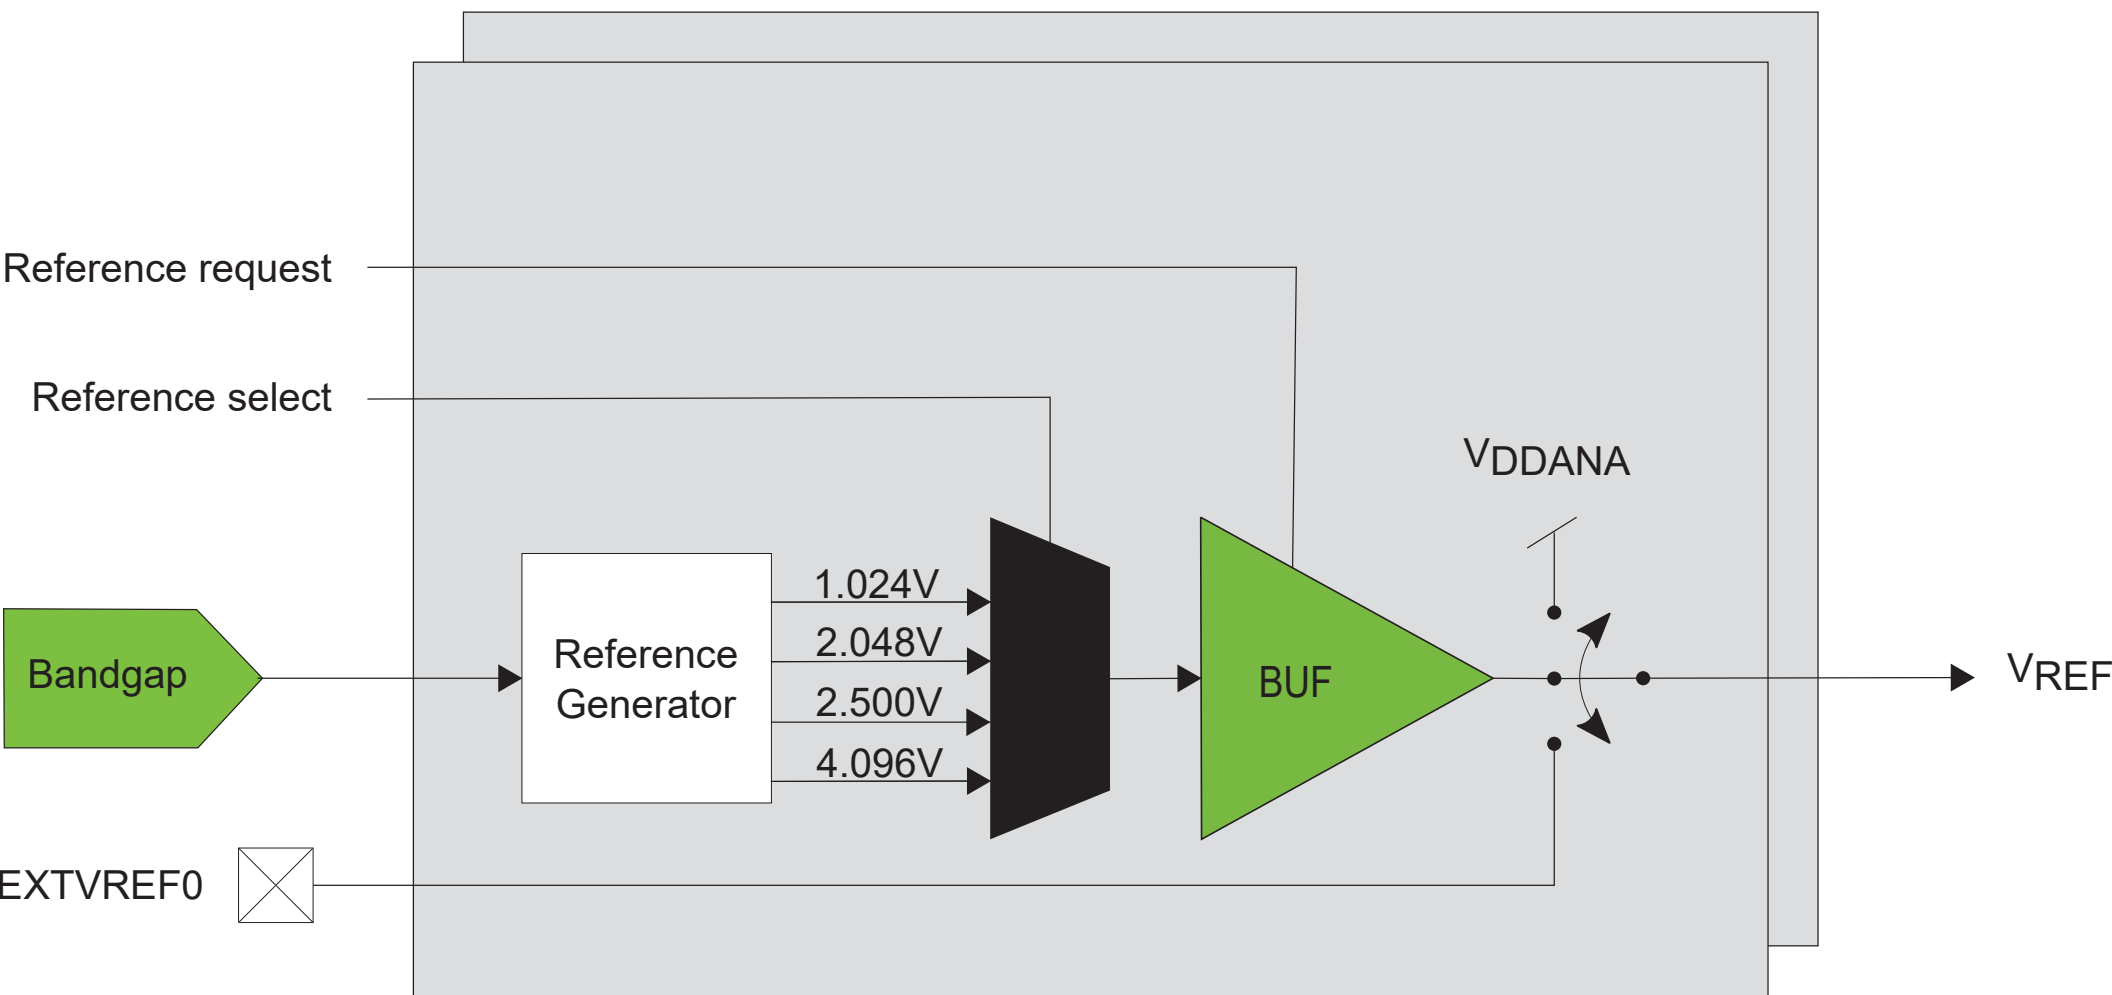 Reference request
Reference select
VDDANA
1.024V
2.048V
2.500V
4.096V
Reference
Generator
Bandgap
BUF
VREF
EXTVREF0